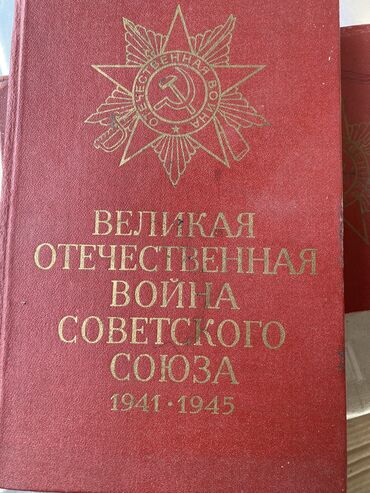 ОТЕЧЕСТВЕННАЯ ВОЙНА
ВЕЛИКАЯ
ОТЕЧЕСТВЕННАЯ
ВОЙНА
СОВЕТСКОГО
СОЮЗА
1941 · 1945